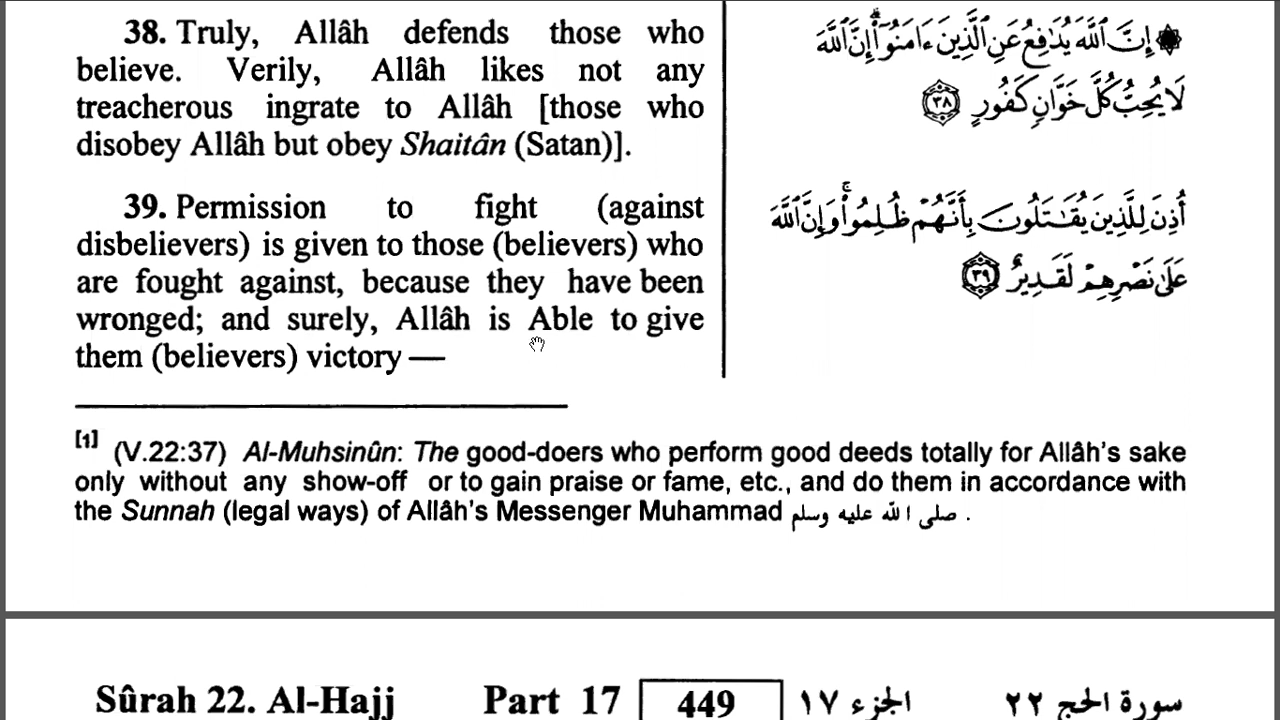 38. Truly, Allâh defends those who
believe. Verily, Allâh likes not any
treacherous ingrate to Allâh [those who
disobey Allâh but obey Shaitân (Satan)].
۞ إِنَّ ٱللَّهَ يُدَٰفِعُ عَنِ ٱلَّذِينَ ءَامَنُوٓا۟ ۗ إِنَّ ٱللَّهَ
لَا يُحِبُّ كُلَّ خَوَّانٍ كَفُورٍ ٣٨
39. Permission to fight (against
disbelievers) is given to those (believers) who
are fought against, because they have been
wronged; and surely, Allâh is Able to give
them (believers) victory —
أُذِنَ لِلَّذِينَ يُقَٰتَلُونَ بِأَنَّهُمْ ظُلِمُوا۟ ۚ وَإِنَّ ٱللَّهَ
عَلَىٰ نَصْرِهِمْ لَقَدِيرٌ ٣٩
[1] (V.22:37) Al-Muhsinûn: The good-doers who perform good deeds totally for Allâh's sake
only without any show-off or to gain praise or fame, etc., and do them in accordance with
the Sunnah (legal ways) of Allâh's Messenger Muhammad صلى الله عليه وسلم .
Sûrah 22. Al-Hajj Part 17 449 الجزء ١٧ سورة الحج ٢٢